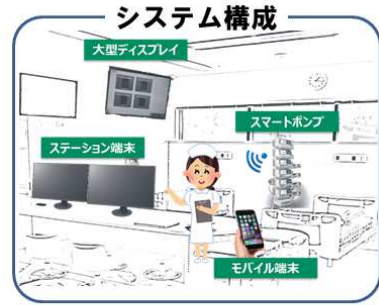 システム構成
大型ディスプレイ
スマートポンプ
ステーション端末
モバイル端末